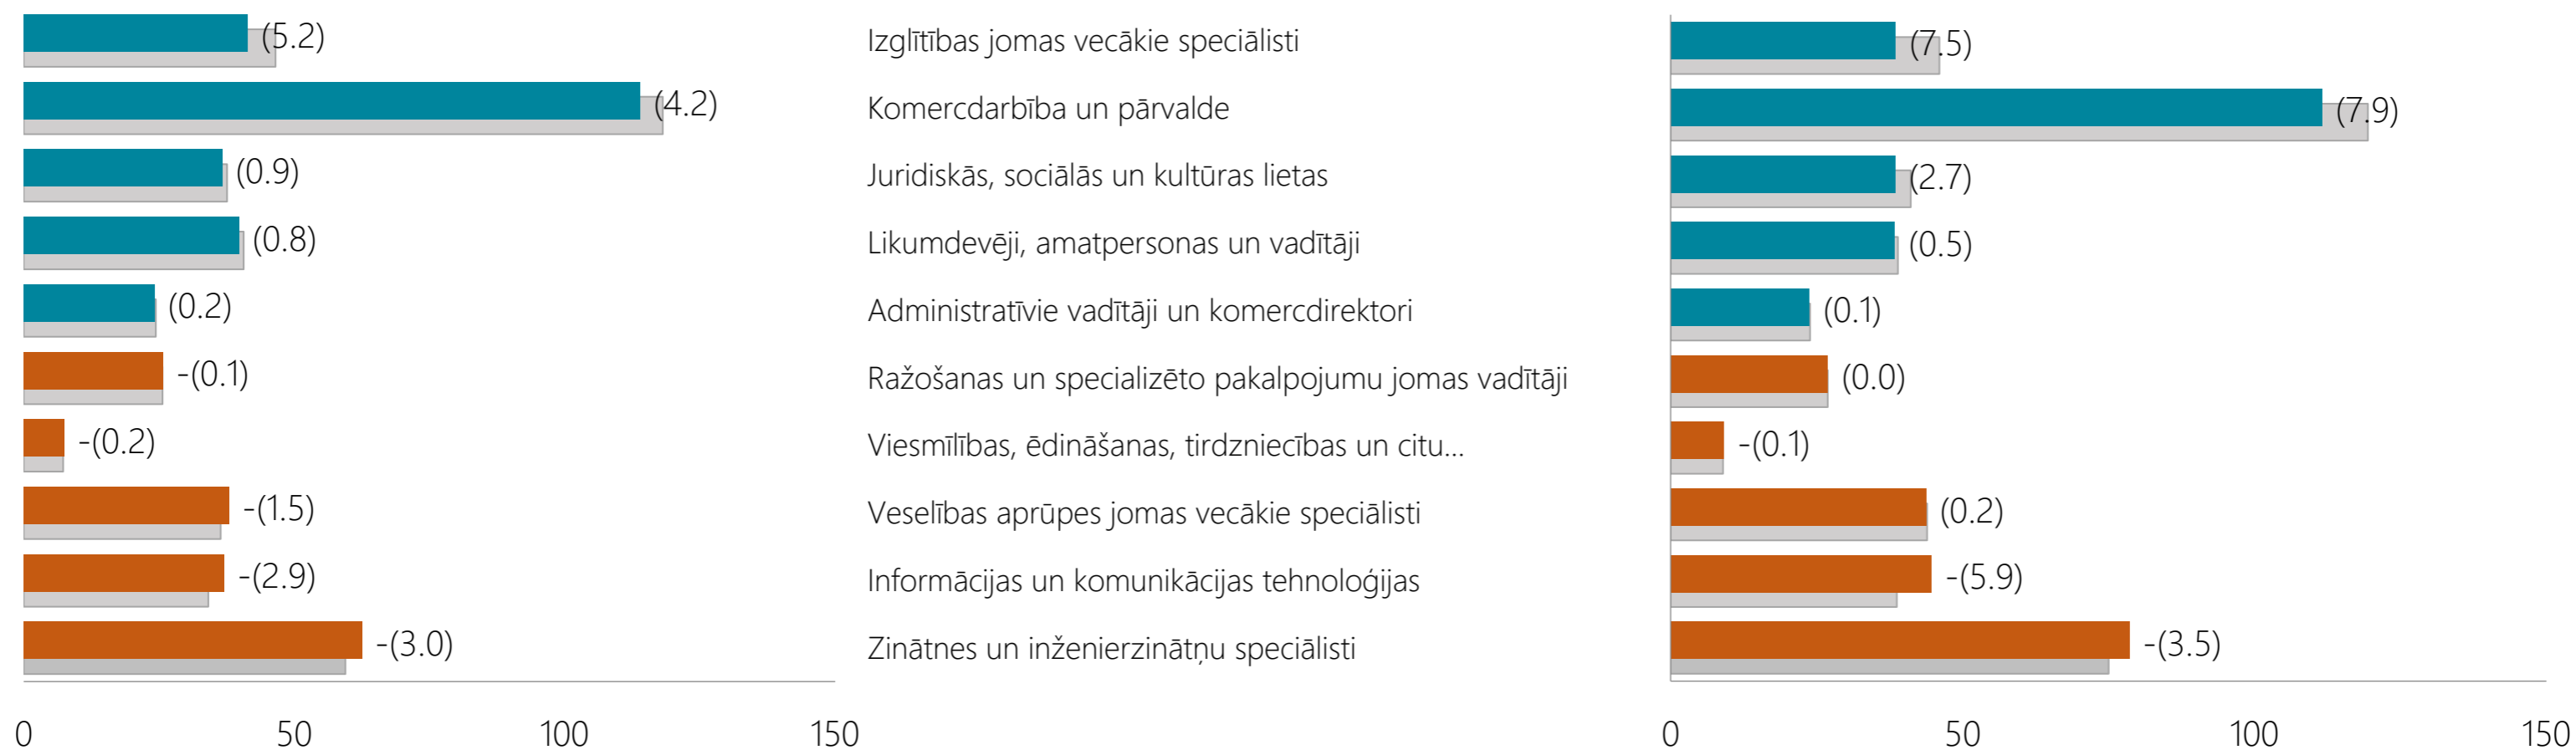 (5.2) Izglītības jomas vecākie speciālisti (7.5)
(4.2) Komercdarbība un pārvalde (7.9)
(0.9) Juridiskās, sociālās un kultūras lietas (2.7)
(0.8) Likumdevēji, amatpersonas un vadītāji (0.5)
(0.2) Administratīvie vadītāji un komercdirektori (0.1)
-(0.1) Ražošanas un specializēto pakalpojumu jomas vadītāji (0.0)
-(0.2) Viesmīlības, ēdināšanas, tirdzniecības un citu... -(0.1)
-(1.5) Veselības aprūpes jomas vecākie speciālisti (0.2)
-(2.9) Informācijas un komunikācijas tehnoloģijas -(5.9)
-(3.0) Zinātnes un inženierzinātņu speciālisti -(3.5)
0 50 100 150 0 50 100 150